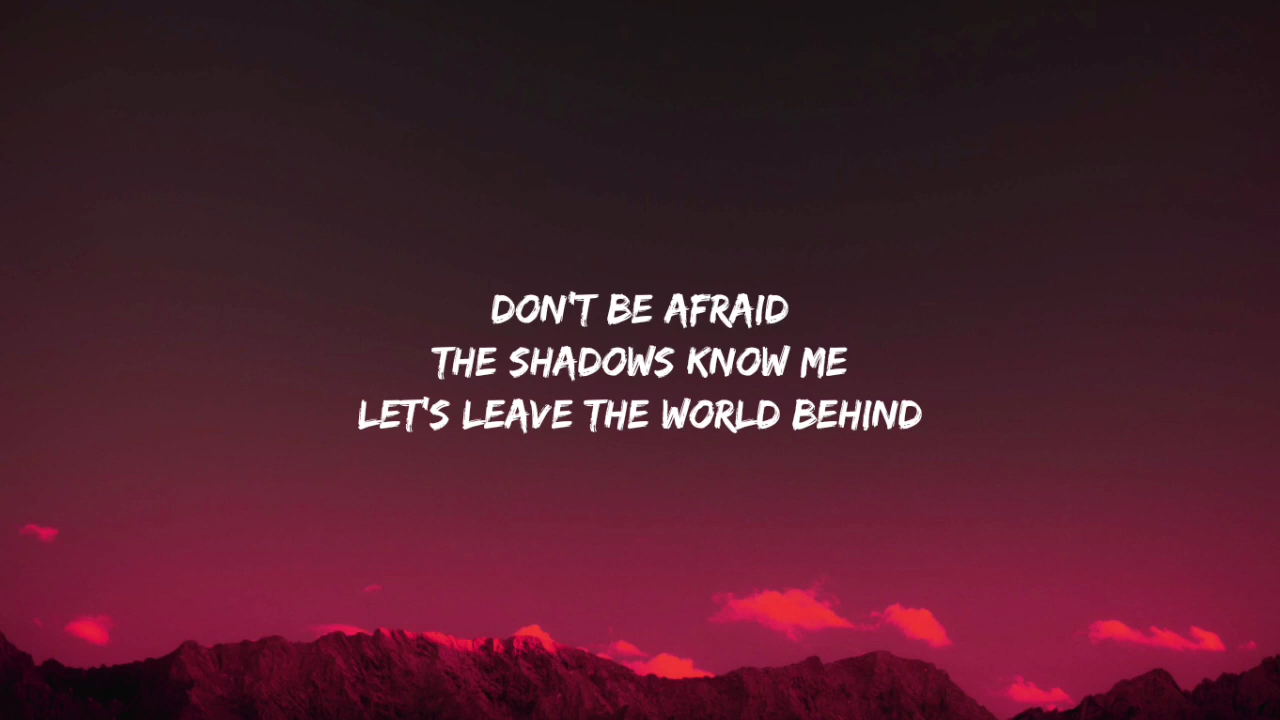 DON'T BE AFRAID
THE SHADOWS KNOW ME
LET'S LEAVE THE WORLD BEHIND